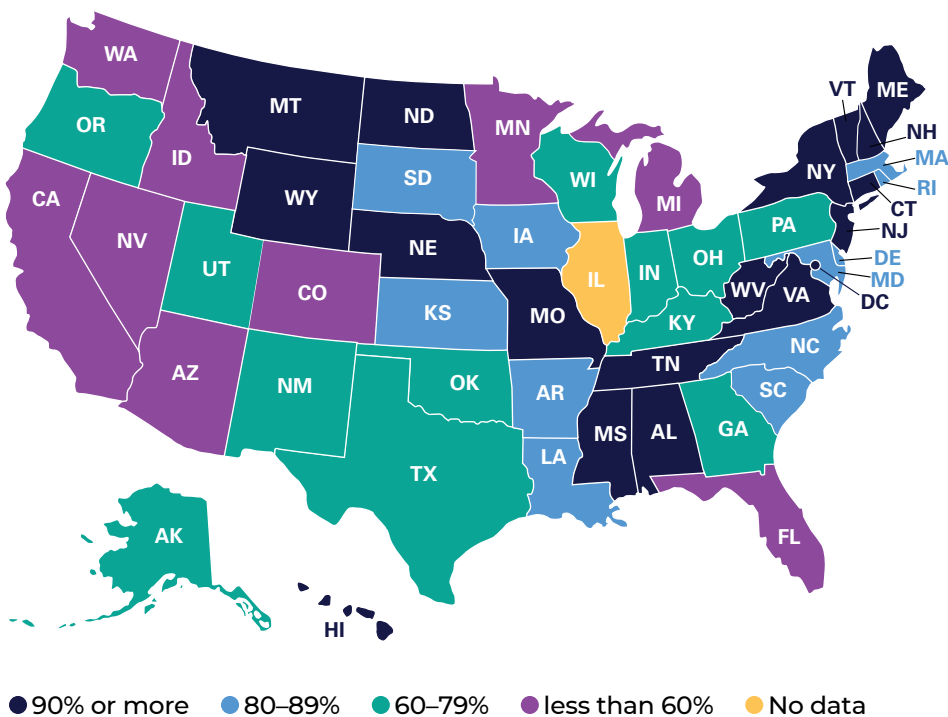 WA
MT
ND
MN
VT
ME
OR
ID
SD
WI
NH
MA
NY
RI
WY
CA
MI
CT
NJ
NV
NE
IA
PA
UT
CO
IL
IN
OH
DE
MD
DC
WV
VA
KS
MO
KY
NC
AZ
NM
OK
AR
TN
SC
MS
AL
GA
LA
TX
AK
FL
HI
90% or more
80–89%
60–79%
less than 60%
No data